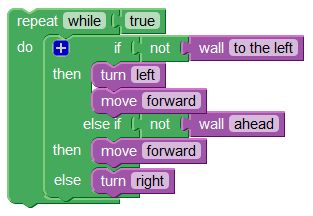 repeat while true
do if not wall to the left
then turn left
move forward
else if not wall ahead
then move forward
else turn right